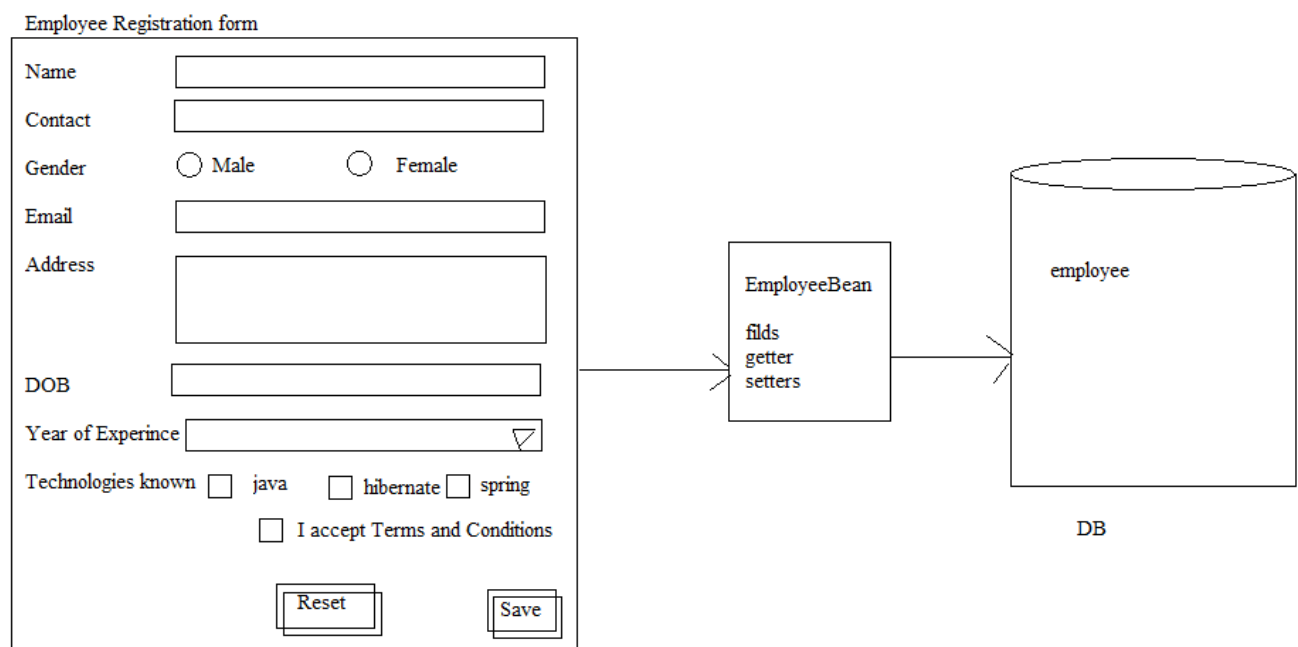 Employee Registration form
Name
Contact
Gender Male Female
Email
Address
DOB
Year of Experince
Technologies known java hibernate spring
I accept Terms and Conditions
Reset Save
EmployeeBean
filds
getter
setters
employee
DB